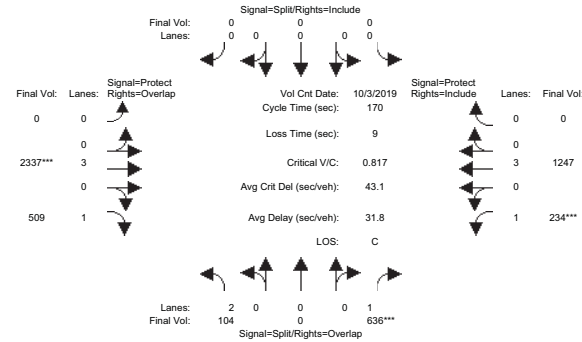 Signal=Split/Rights=Include
Final Vol: 0 0 0
Lanes: 0 0 0 0 0
Signal=Protect
Final Vol: Lanes: Rights=Overlap
Vol Cnt Date: 10/3/2019
Signal=Protect
Rights=Include Lanes: Final Vol:
Cycle Time (sec): 170
0 0
0 0
Loss Time (sec): 9
0
0
2337*** 3
Critical V/C: 0.817
3 1247
0
Avg Crit Del (sec/veh): 43.1
0
509 1
Avg Delay (sec/veh): 31.8
1 234***
LOS: C
Lanes: 2 0 0 0 1
Final Vol: 104 0 636***
Signal=Split/Rights=Overlap